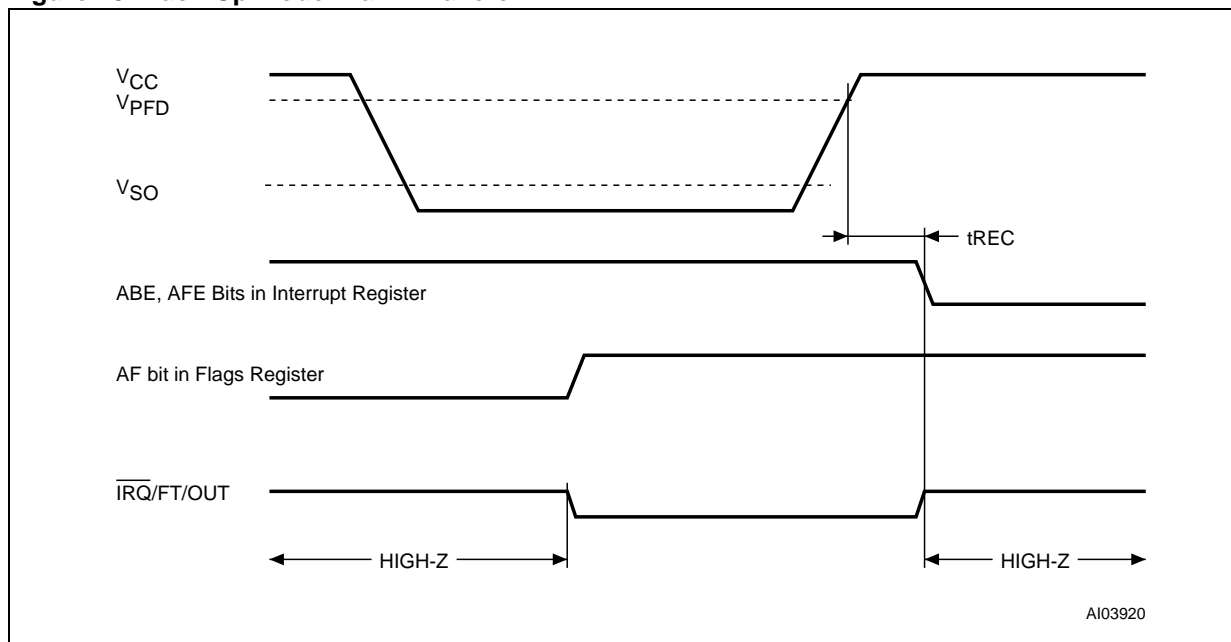 VCC
VPFD
VSO
tREC
ABE, AFE Bits in Interrupt Register
AF bit in Flags Register
IRQ/FT/OUT
HIGH-Z
HIGH-Z
AI03920